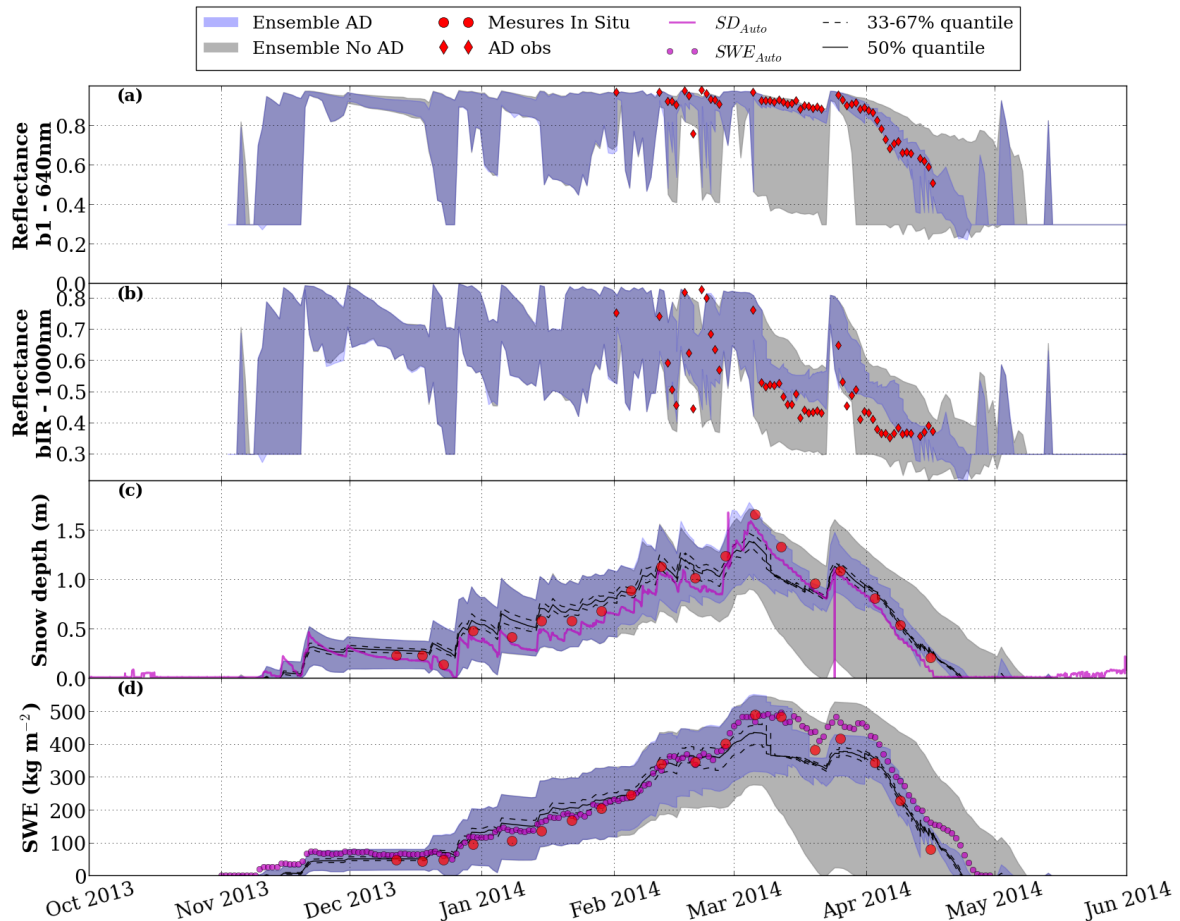 Ensemble AD Mesures In Situ SD_Auto 33-67% quantile
Ensemble No AD AD obs SWE_Auto 50% quantile
(a)
Reflectance
b1 - 640nm
0.8
0.6
0.4
0.2
0.0
(b)
Reflectance
bIR - 1000nm
0.8
0.7
0.6
0.5
0.4
0.3
(c)
Snow depth (m)
1.5
1.0
0.5
0.0
(d)
SWE (kg m⁻²)
500
400
300
200
100
0
Oct 2013 Nov 2013 Dec 2013 Jan 2014 Feb 2014 Mar 2014 Apr 2014 May 2014 Jun 2014